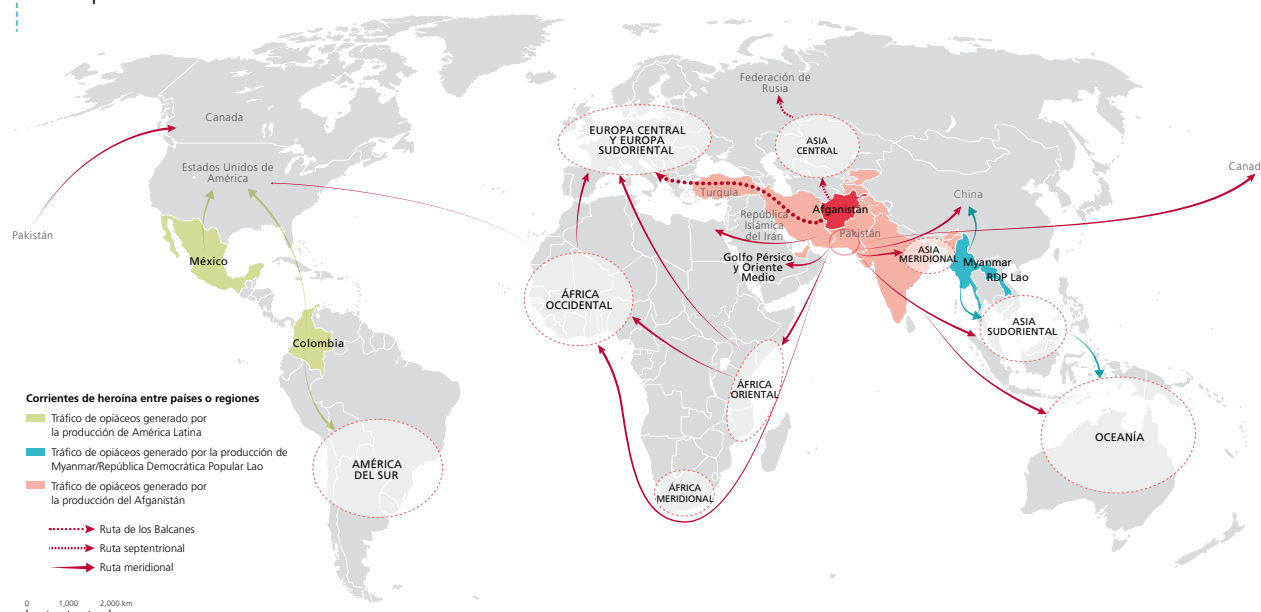 Federación de
Rusia
Canada
EUROPA CENTRAL
Y EUROPA
SUDORIENTAL
ASIA
CENTRAL
Estados Unidos de
América
Canad
Turquía
China
Afganistán
República
Islámica
del Irán
Pakistán
Pakistán
México
Golfo Pérsico
y Oriente
Medio
ASIA
MERIDIONAL
Myanmar
RDP Lao
ÁFRICA
OCCIDENTAL
ASIA
SUDORIENTAL
Colombia
ÁFRICA
ORIENTAL
OCEANÍA
AMÉRICA
DEL SUR
ÁFRICA
MERIDIONAL
Corrientes de heroína entre países o regiones
Tráfico de opiáceos generado por
la producción de América Latina
Tráfico de opiáceos generado por la producción de
Myanmar/República Democrática Popular Lao
Tráfico de opiáceos generado por
la producción del Afganistán
Ruta de los Balcanes
Ruta septentrional
Ruta meridional
0 1,000 2,000 km